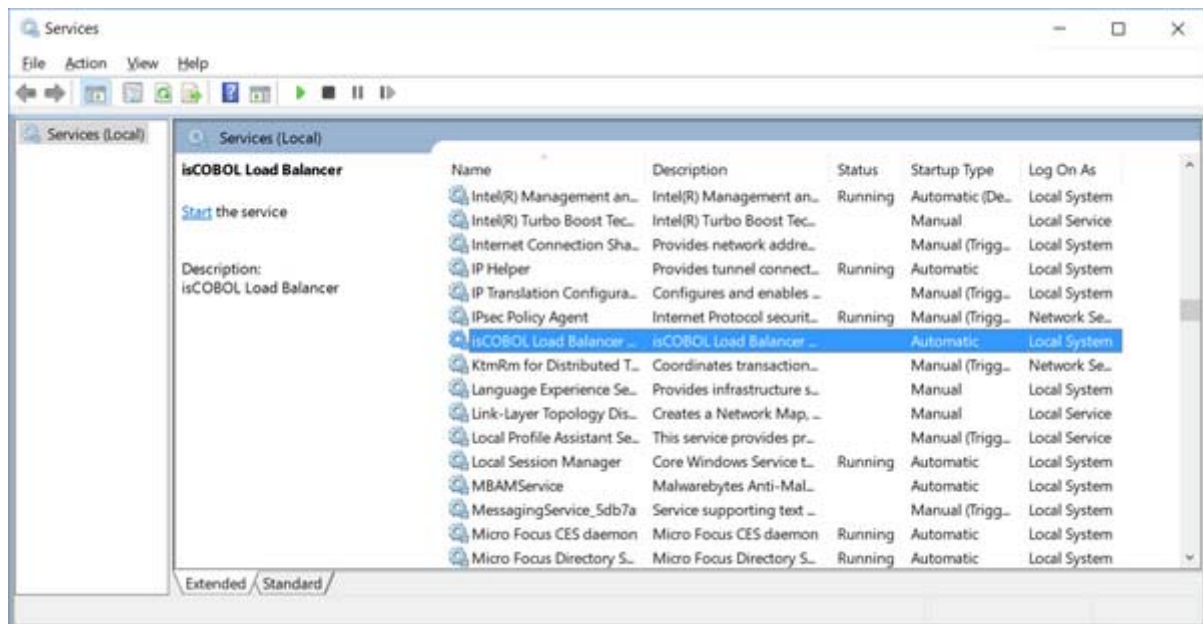 Services
File Action View Help
Services (Local)
Services (Local)
isCOBOL Load Balancer
Start the service
Description:
isCOBOL Load Balancer
Name Description Status Startup Type Log On As
Intel(R) Management an... Intel(R) Management an... Running Automatic (De... Local System
Intel(R) Turbo Boost Tec... Intel(R) Turbo Boost Tec... Manual Local Service
Internet Connection Sha... Provides network addre... Manual (Trigg... Local System
IP Helper Provides tunnel connect... Running Automatic Local System
IP Translation Configura... Configures and enables ... Manual (Trigg... Local System
IPsec Policy Agent Internet Protocol securit... Running Manual (Trigg... Network Se...
isCOBOL Load Balancer ... isCOBOL Load Balancer ... Automatic Local System
KtmRm for Distributed T... Coordinates transaction... Manual (Trigg... Network Se...
Language Experience Se... Provides infrastructure s... Manual Local System
Link-Layer Topology Dis... Creates a Network Map, ... Manual Local Service
Local Profile Assistant Se... This service provides pr... Manual (Trigg... Local Service
Local Session Manager Core Windows Service t... Running Automatic Local System
MBAMService Malwarebytes Anti-Mal... Automatic Local System
MessagingService_5db7a Service supporting text ... Manual (Trigg... Local System
Micro Focus CES daemon Micro Focus CES daemon Running Automatic Local System
Micro Focus Directory S... Micro Focus Directory S... Running Automatic Local System
Extended Standard